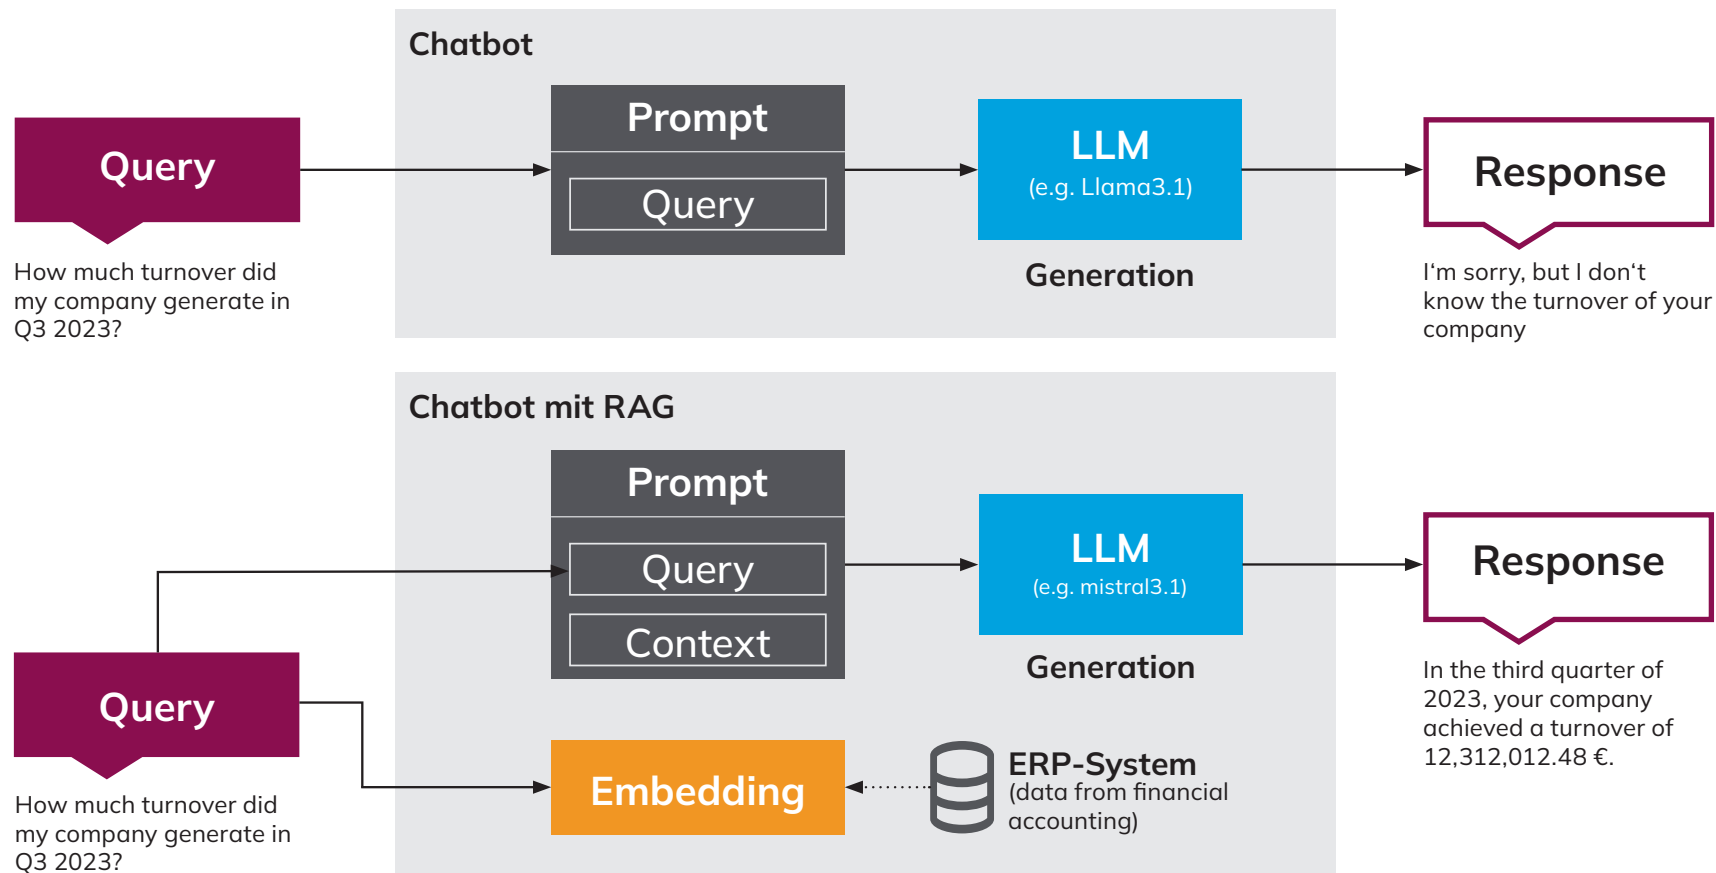 Chatbot
Query
How much turnover did
my company generate in
Q3 2023?
Prompt
Query
LLM
(e.g. Llama3.1)
Generation
Response
I‘m sorry, but I don‘t
know the turnover of your
company
Chatbot mit RAG
Query
How much turnover did
my company generate in
Q3 2023?
Prompt
Query
Context
Embedding
LLM
(e.g. mistral3.1)
Generation
ERP-System
(data from financial
accounting)
Response
In the third quarter of
2023, your company
achieved a turnover of
12,312,012.48 €.